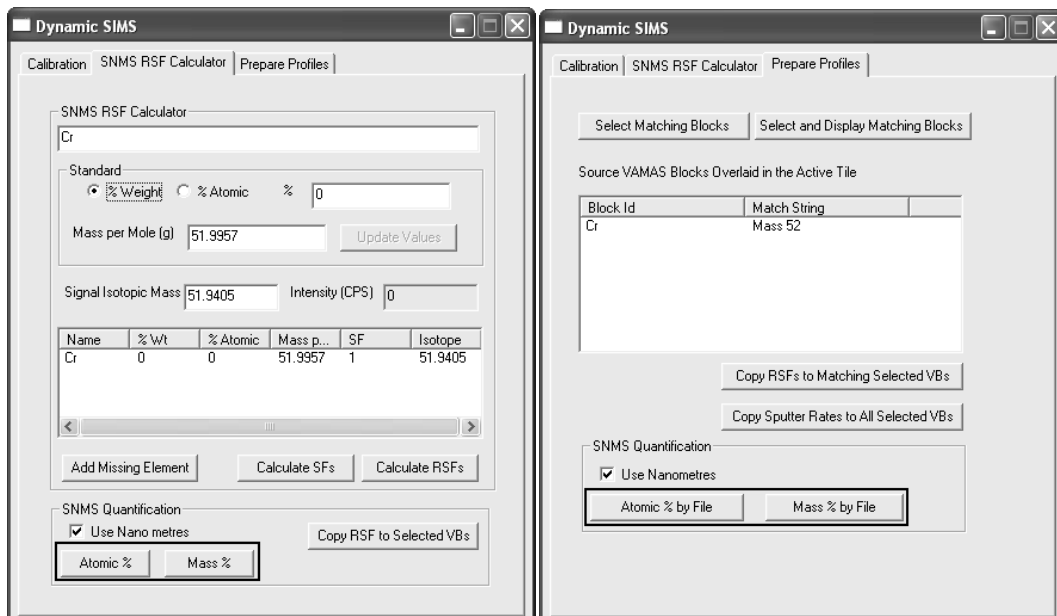 Dynamic SIMS
Calibration SNMS RSF Calculator Prepare Profiles
SNMS RSF Calculator
Cr
Standard
% Weight % Atomic % 0
Mass per Mole (g) 51.9957 Update Values
Signal Isotopic Mass 51.9405 Intensity (CPS) 0
Name % Wt % Atomic Mass p... SF Isotope
Cr 0 0 51.9957 1 51.9405
Add Missing Element Calculate SFs Calculate RSFs
SNMS Quantification
Use Nano metres
Copy RSF to Selected VBs
Atomic % Mass %
Dynamic SIMS
Calibration SNMS RSF Calculator Prepare Profiles
Select Matching Blocks Select and Display Matching Blocks
Source VAMAS Blocks Overlaid in the Active Tile
Block Id Match String
Cr Mass 52
Copy RSFs to Matching Selected VBs
Copy Sputter Rates to All Selected VBs
SNMS Quantification
Use Nanometres
Atomic % by File Mass % by File